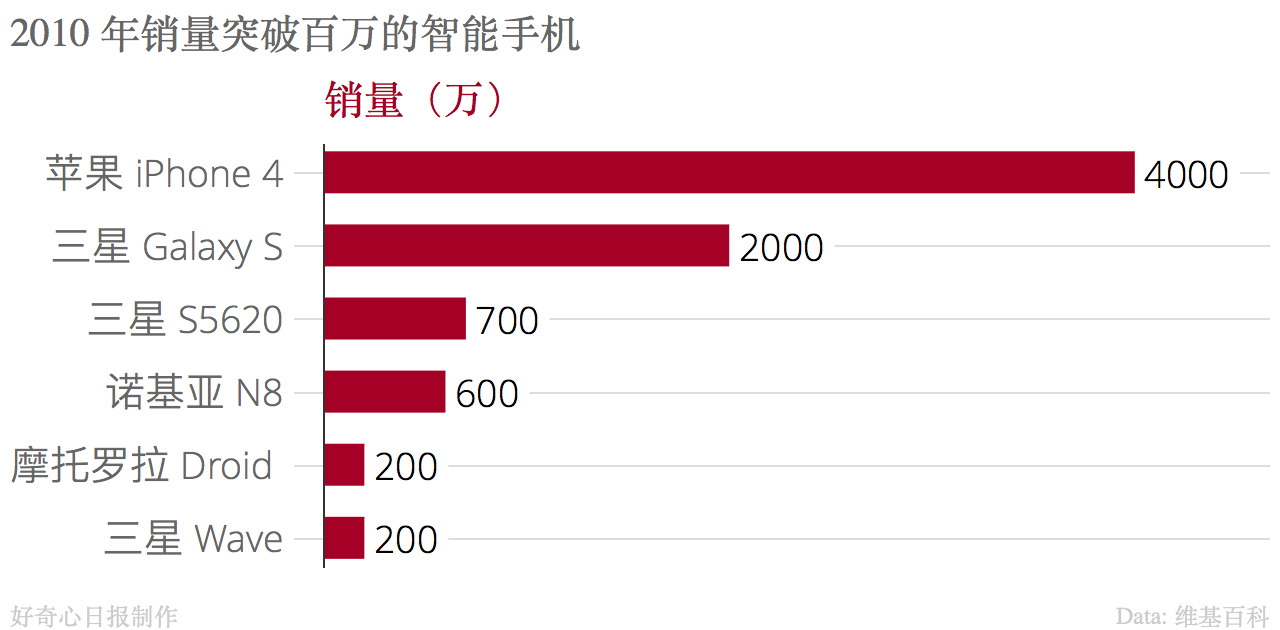 2010 年销量突破百万的智能手机
销量（万）
苹果 iPhone 4 4000
三星 Galaxy S 2000
三星 S5620 700
诺基亚 N8 600
摩托罗拉 Droid 200
三星 Wave 200
好奇心日报制作 Data: 维基百科